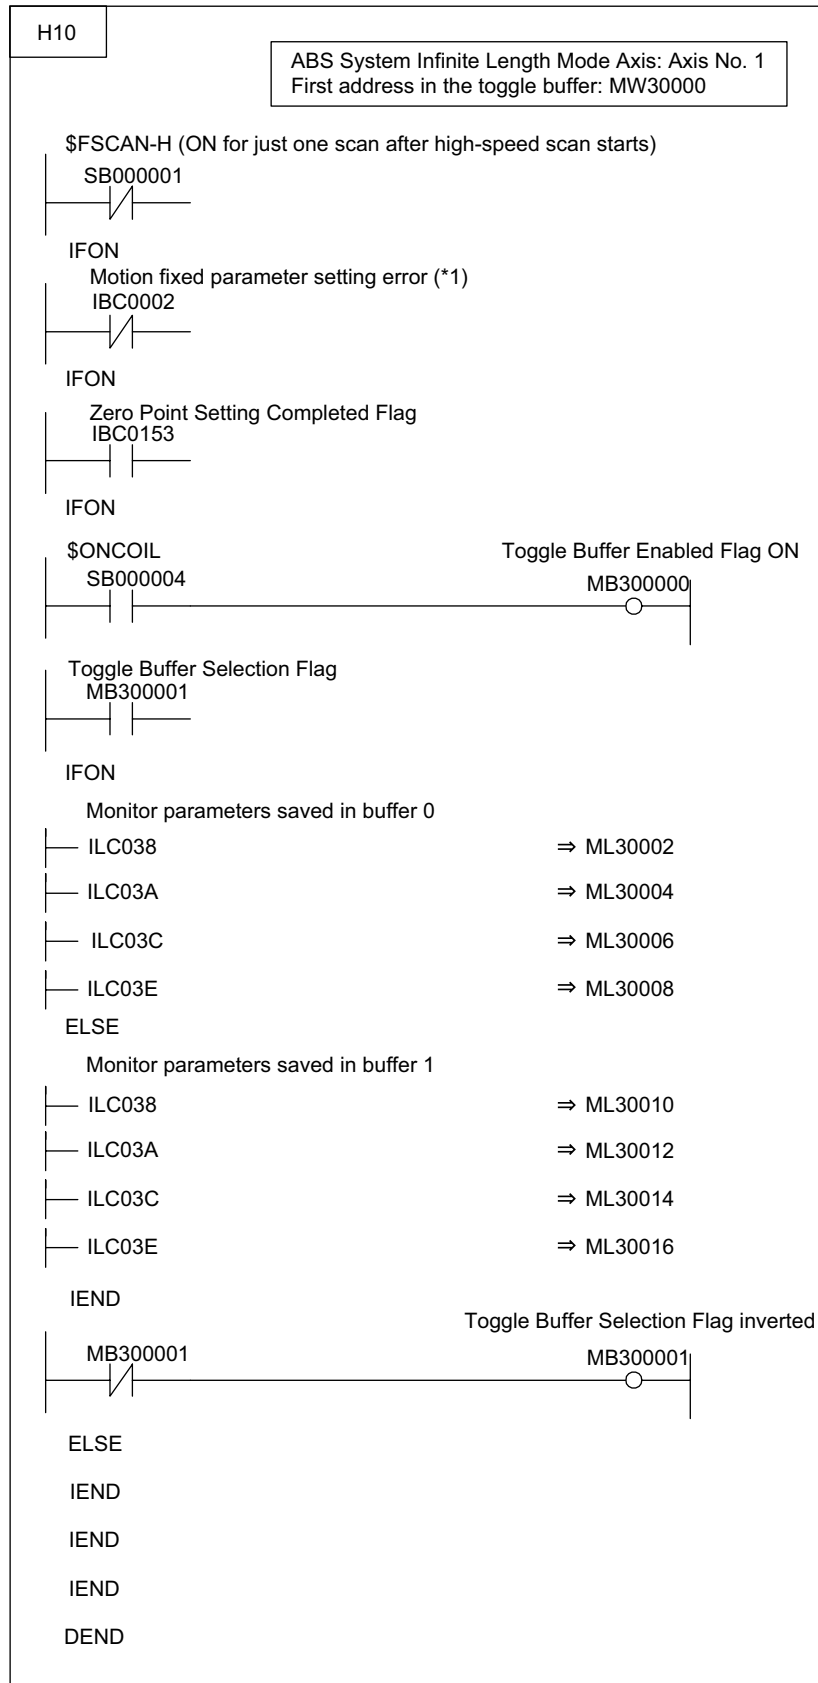 H10
ABS System Infinite Length Mode Axis: Axis No. 1
First address in the toggle buffer: MW30000
$FSCAN-H (ON for just one scan after high-speed scan starts)
SB000001
IFON
Motion fixed parameter setting error (*1)
IBC0002
IFON
Zero Point Setting Completed Flag
IBC0153
IFON
$ONCOIL Toggle Buffer Enabled Flag ON
SB000004 MB300000
Toggle Buffer Selection Flag
MB300001
IFON
Monitor parameters saved in buffer 0
ILC038 ⇒ ML30002
ILC03A ⇒ ML30004
ILC03C ⇒ ML30006
ILC03E ⇒ ML30008
ELSE
Monitor parameters saved in buffer 1
ILC038 ⇒ ML30010
ILC03A ⇒ ML30012
ILC03C ⇒ ML30014
ILC03E ⇒ ML30016
IEND
Toggle Buffer Selection Flag inverted
MB300001 MB300001
ELSE
IEND
IEND
IEND
DEND